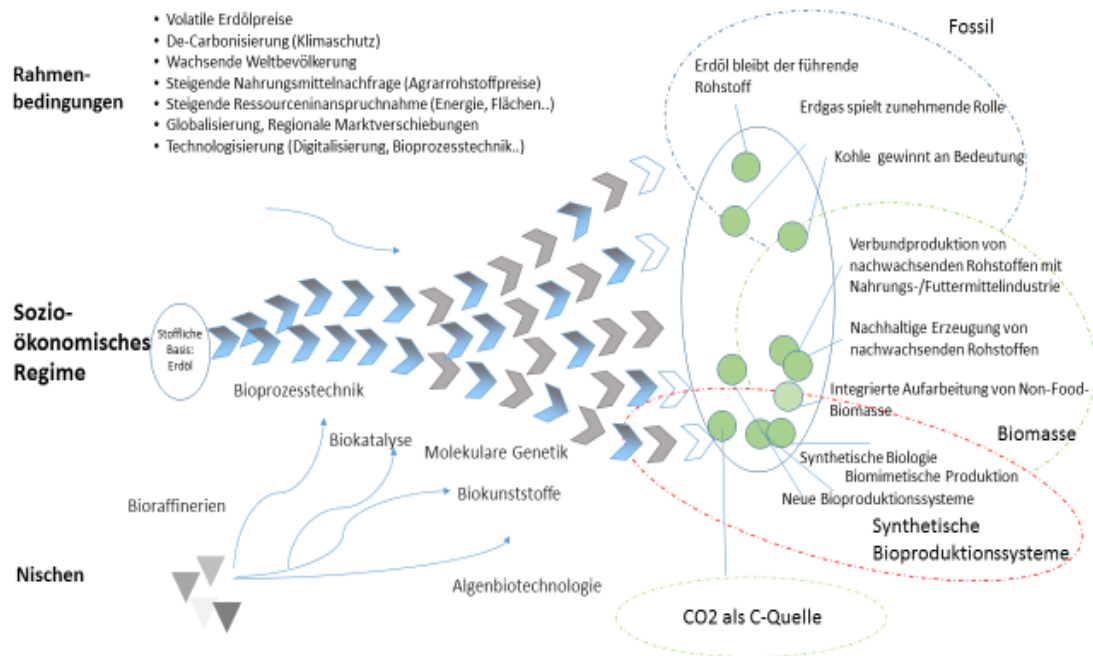 Rahmen-
bedingungen
• Volatile Erdölpreise
• De-Carbonisierung (Klimaschutz)
• Wachsende Weltbevölkerung
• Steigende Nahrungsmittelnachfrage (Agrarrohstoffpreise)
• Steigende Ressourceninanspruchnahme (Energie, Flächen..)
• Globalisierung, Regionale Marktverschiebungen
• Technologisierung (Digitalisierung, Bioprozesstechnik..)
Fossil
Erdöl bleibt der führende
Rohstoff
Erdgas spielt zunehmende Rolle
Kohle gewinnt an Bedeutung
Verbundproduktion von
nachwachsenden Rohstoffen mit
Nahrungs-/Futtermittelindustrie
Nachhaltige Erzeugung von
nachwachsenden Rohstoffen
Integrierte Aufarbeitung von Non-Food-
Biomasse
Biomasse
Synthetische Biologie
Biomimetische Produktion
Neue Bioproduktionssysteme
Synthetische
Bioproduktionssysteme
CO2 als C-Quelle
Sozio-
ökonomisches
Regime
Stoffliche
Basis:
Erdöl
Bioprozesstechnik
Biokatalyse
Molekulare Genetik
Bioraffinerien
Biokunststoffe
Nischen
Algenbiotechnologie